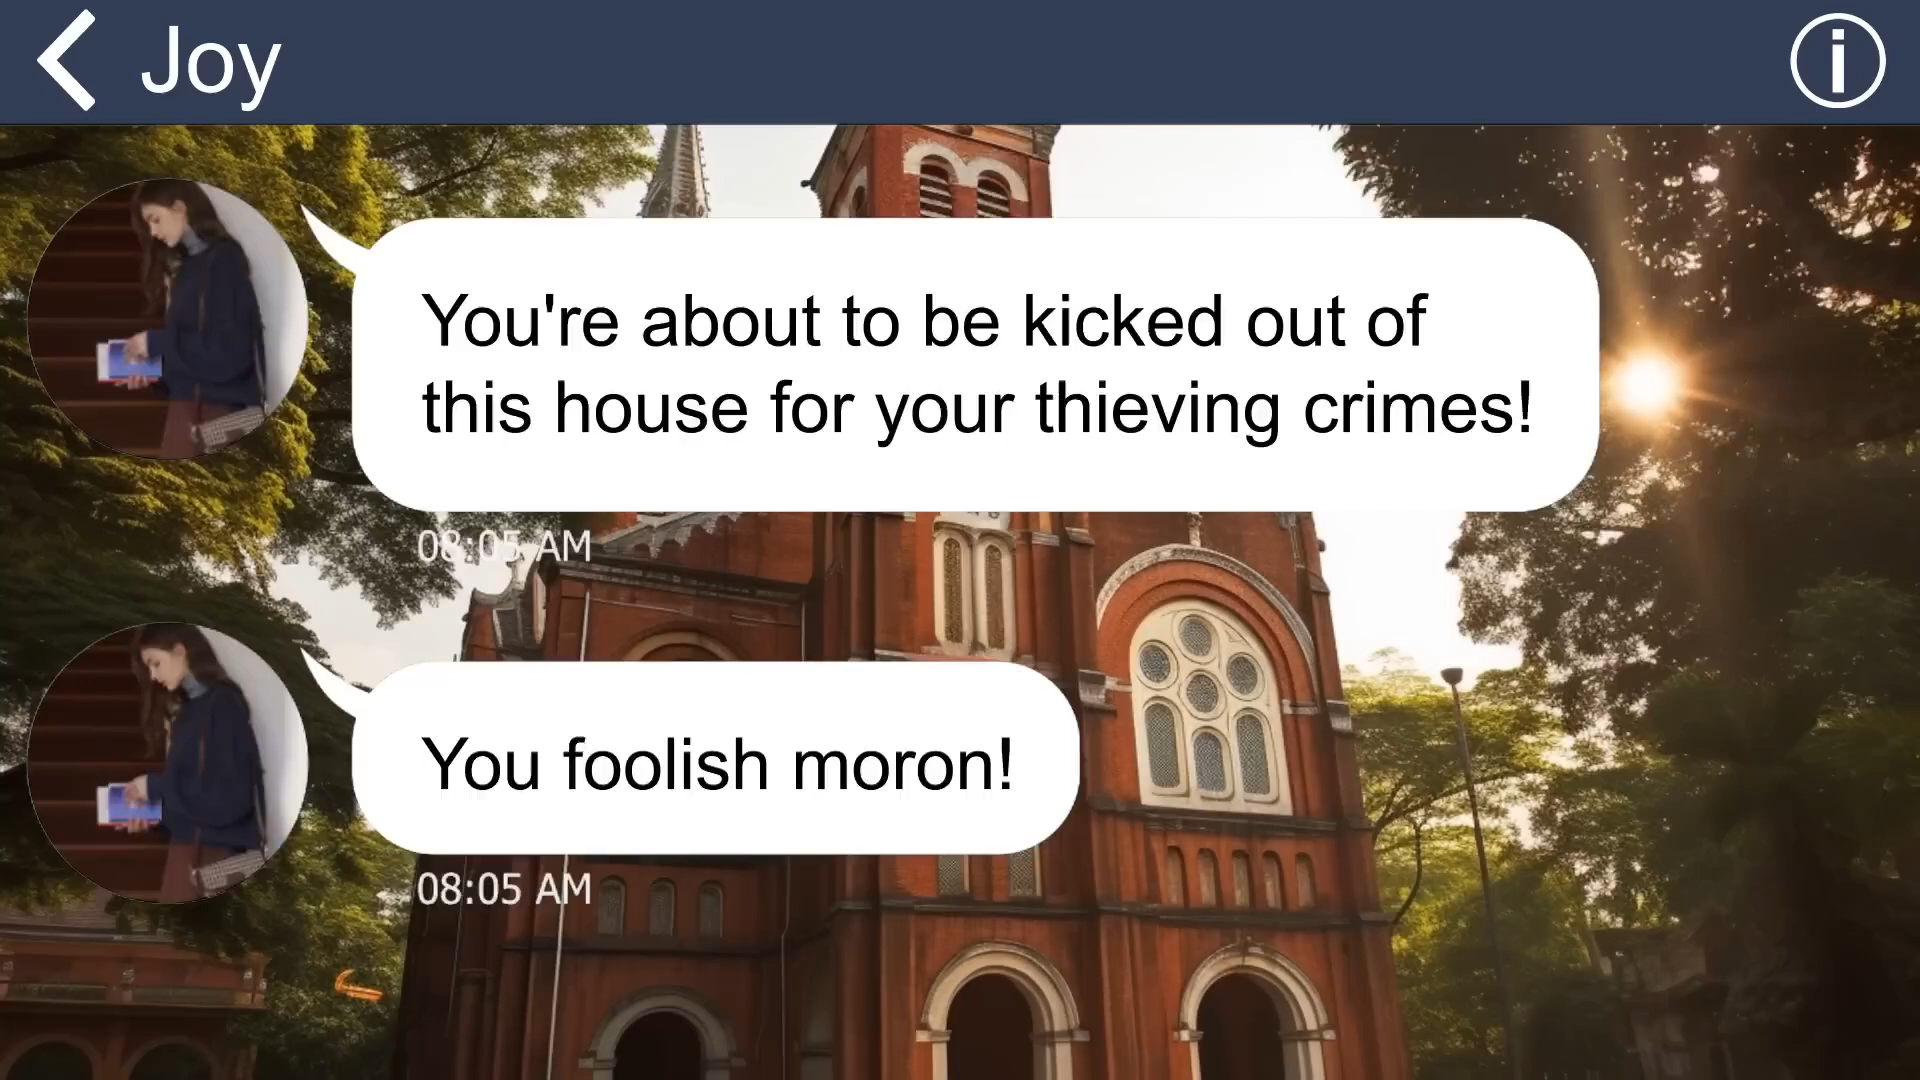 Joy
You're about to be kicked out of
this house for your thieving crimes!
08:05 AM
You foolish moron!
08:05 AM